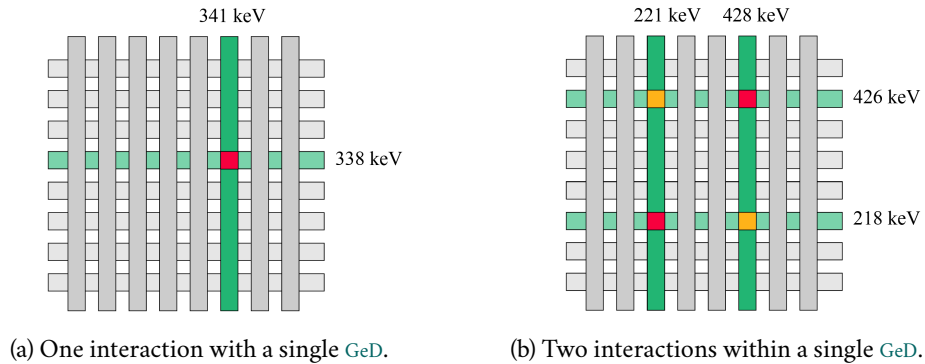 341 keV
338 keV
221 keV 428 keV
426 keV
218 keV
(a) One interaction with a single GeD.
(b) Two interactions within a single GeD.